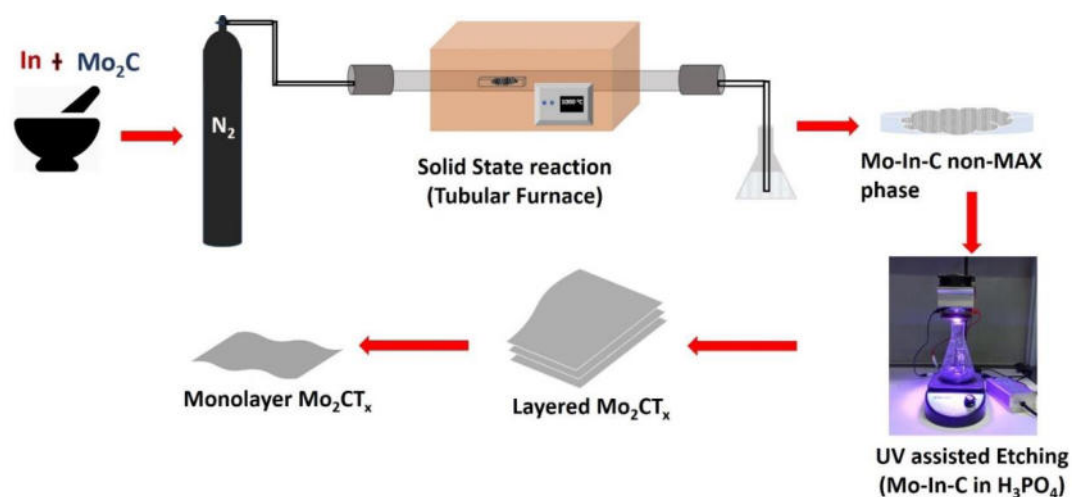 In + Mo₂C
N₂
Solid State reaction
(Tubular Furnace)
Mo-In-C non-MAX
phase
Monolayer Mo₂CTₓ
Layered Mo₂CTₓ
UV assisted Etching
(Mo-In-C in H₃PO₄)